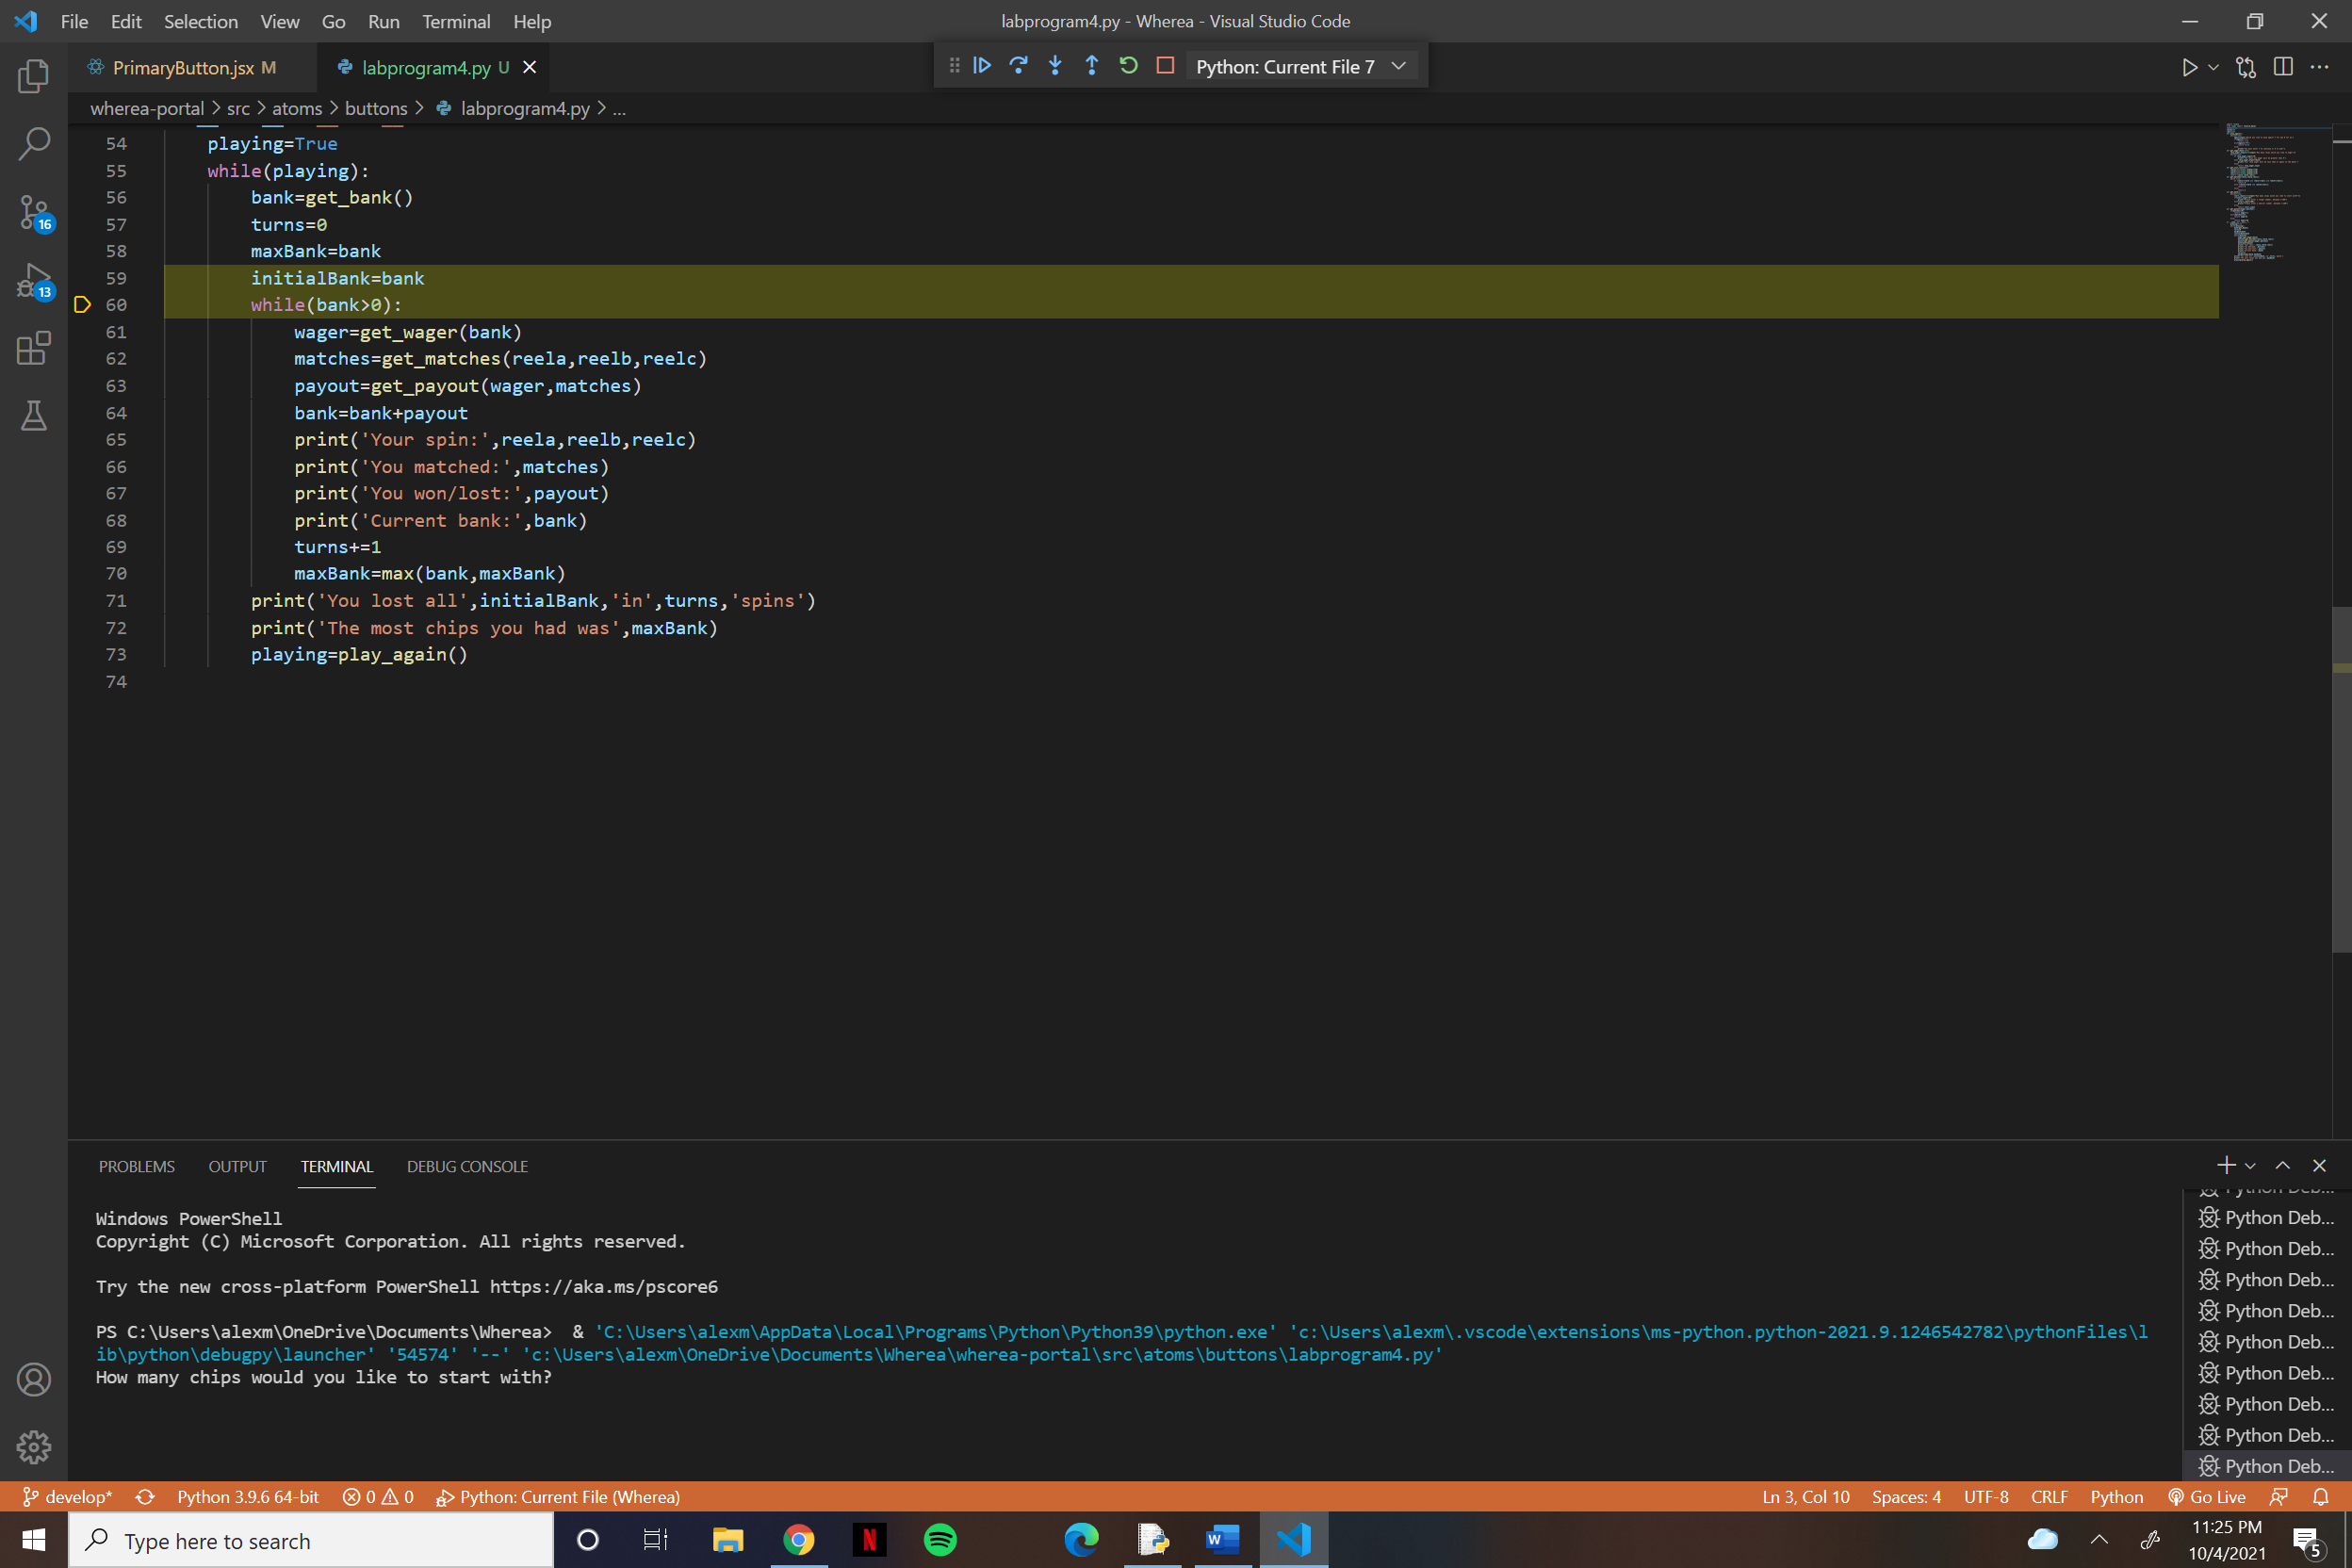 File Edit Selection View Go Run Terminal Help labprogram4.py - Wherea - Visual Studio Code
PrimaryButton.jsx M labprogram4.py U Python: Current File 7
wherea-portal > src > atoms > buttons > labprogram4.py > ...
54 playing=True
55 while(playing):
56 bank=get_bank()
57 turns=0
58 maxBank=bank
59 initialBank=bank
60 while(bank>0):
61 wager=get_wager(bank)
62 matches=get_matches(reela,reelb,reelc)
63 payout=get_payout(wager,matches)
64 bank=bank+payout
65 print('Your spin:',reela,reelb,reelc)
66 print('You matched:',matches)
67 print('You won/lost:',payout)
68 print('Current bank:',bank)
69 turns+=1
70 maxBank=max(bank,maxBank)
71 print('You lost all',initialBank,'in',turns,'spins')
72 print('The most chips you had was',maxBank)
73 playing=play_again()
74
16
13
PROBLEMS OUTPUT TERMINAL DEBUG CONSOLE
Windows PowerShell
Copyright (C) Microsoft Corporation. All rights reserved.
Try the new cross-platform PowerShell https://aka.ms/pscore6
PS C:\Users\alexm\OneDrive\Documents\Wherea> & 'C:\Users\alexm\AppData\Local\Programs\Python\Python39\python.exe' 'c:\Users\alexm\.vscode\extensions\ms-python.python-2021.9.1246542782\pythonFiles\l
ib\python\debugpy\launcher' '54574' '--' 'c:\Users\alexm\OneDrive\Documents\Wherea\wherea-portal\src\atoms\buttons\labprogram4.py'
How many chips would you like to start with?
Python Deb...
Python Deb...
Python Deb...
Python Deb...
Python Deb...
Python Deb...
Python Deb...
Python Deb...
Python Deb...
Python Deb...
develop* Python 3.9.6 64-bit 0 0 Python: Current File (Wherea) Ln 3, Col 10 Spaces: 4 UTF-8 CRLF Python Go Live
Type here to search
11:25 PM
10/4/2021
5